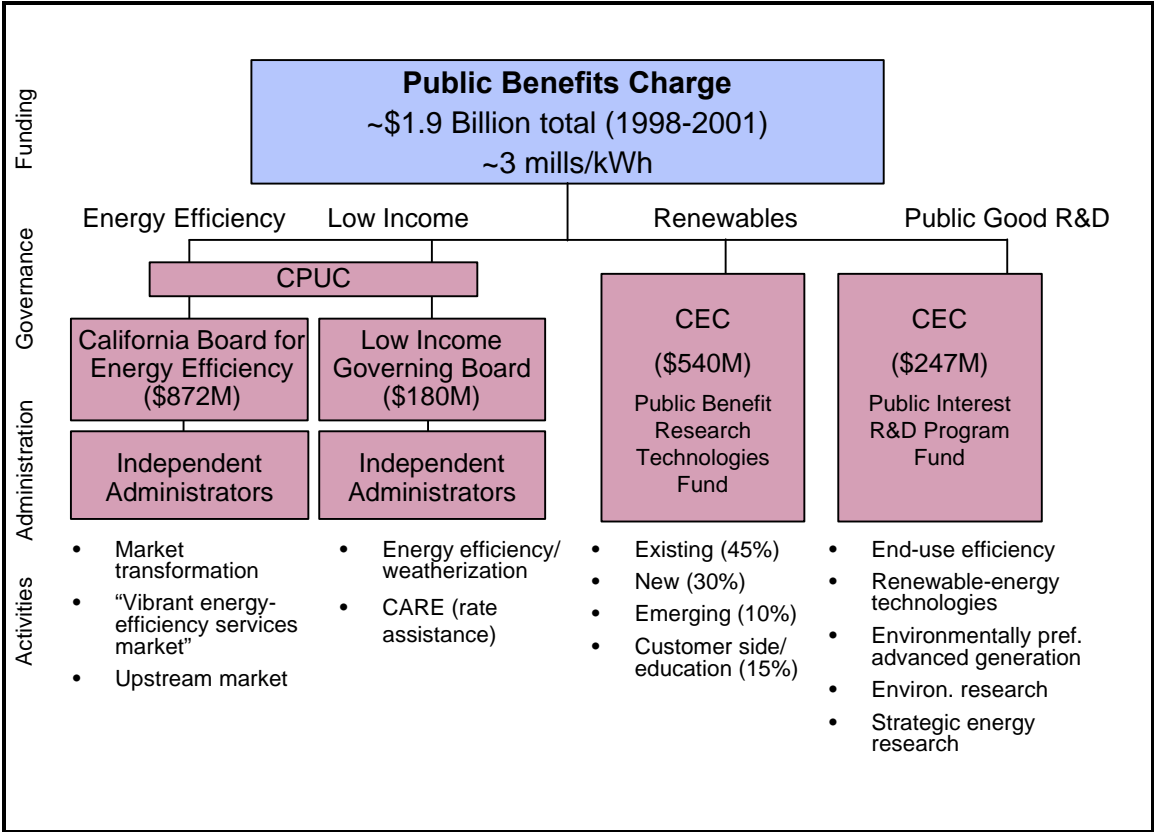 Public Benefits Charge
~$1.9 Billion total (1998-2001)
~3 mills/kWh
Funding
Governance
Administration
Activities
Energy Efficiency
Low Income
Renewables
Public Good R&D
CPUC
California Board for
Energy Efficiency
($872M)
Low Income
Governing Board
($180M)
Independent
Administrators
Independent
Administrators
CEC
($540M)
Public Benefit
Research
Technologies
Fund
CEC
($247M)
Public Interest
R&D Program
Fund
• Market
transformation
• “Vibrant energy-
efficiency services
market”
• Upstream market
• Energy efficiency/
weatherization
• CARE (rate
assistance)
• Existing (45%)
• New (30%)
• Emerging (10%)
• Customer side/
education (15%)
• End-use efficiency
• Renewable-energy
technologies
• Environmentally pref.
advanced generation
• Environ. research
• Strategic energy
research